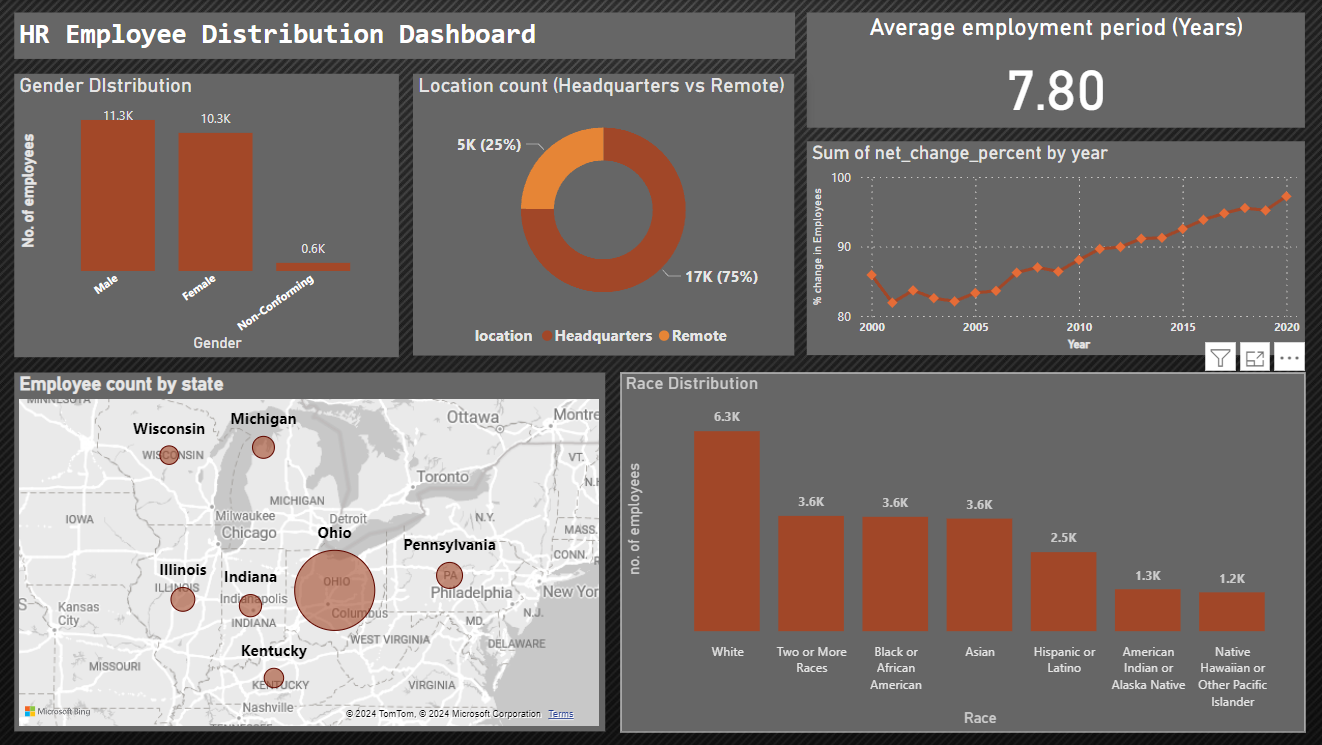 HR Employee Distribution Dashboard
Average employment period (Years)
7.80
Gender DIstribution
No. of employees
11.3K
10.3K
0.6K
Male
Female
Non-Conforming
Gender
Location count (Headquarters vs Remote)
5K (25%)
17K (75%)
location Headquarters Remote
Sum of net_change_percent by year
% change in Employees
100
90
80
2000 2005 2010 2015 2020
Year
Employee count by state
MINNESOTA
Wisconsin
Michigan
Ottawa
Montre
WISCONSIN
VT.
Toronto
N.H
MICHIGAN
IOWA
Milwaukee
Detroit
N.Y.
Chicago
MASS.
Ohio
Pennsylvania
CONN.
Illinois
Indiana
ILLINOIS
OHIO
PA
Indianapolis
Philadelphia
New Yor
S
Kansas
City
Columbus
N.J.
INDIANA
MD.
WEST VIRGINIA
DELAWARE
Kentucky
MISSOURI
KENTUCKY
VIRGINIA
Nashville
Microsoft Bing
© 2024 TomTom, © 2024 Microsoft Corporation Terms
TENNESSEE
Race Distribution
no. of employees
6.3K
3.6K
3.6K
3.6K
2.5K
1.3K
1.2K
White
Two or More
Races
Black or
African
American
Asian
Hispanic or
Latino
American
Indian or
Alaska Native
Native
Hawaiian or
Other Pacific
Islander
Race